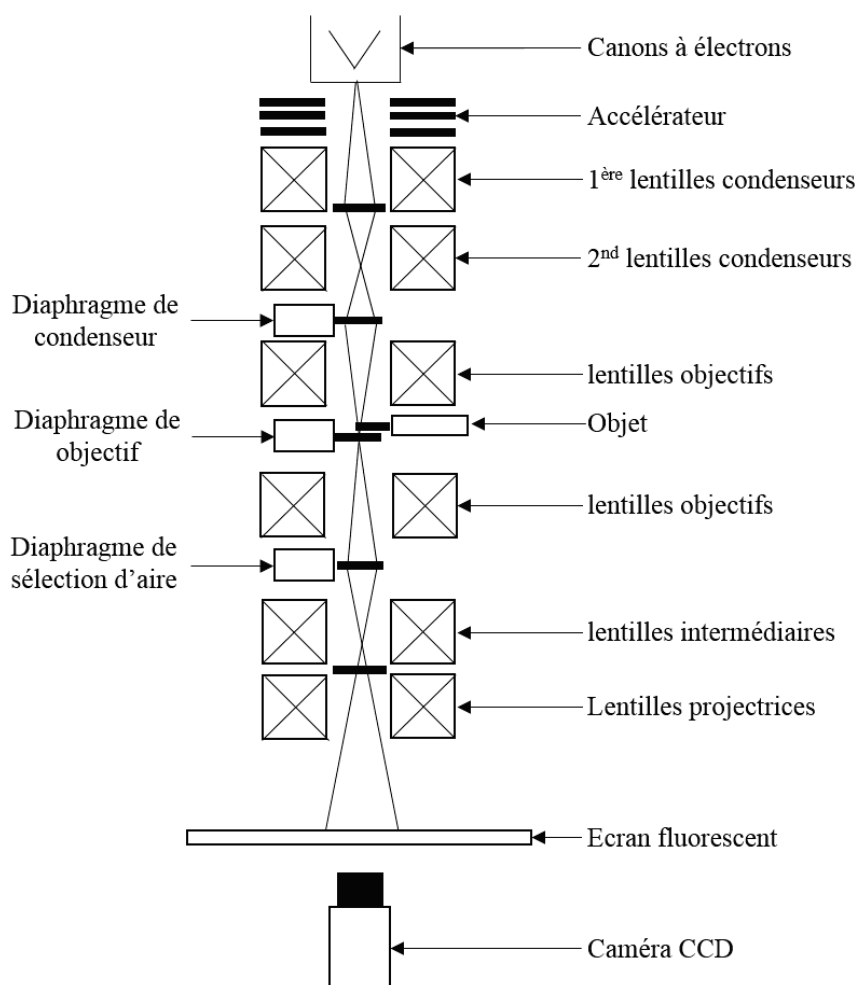 Canons à électrons
Accélérateur
1ère lentilles condenseurs
2nd lentilles condenseurs
Diaphragme de
condenseur
lentilles objectifs
Diaphragme de
objectif
Objet
lentilles objectifs
Diaphragme de
sélection d’aire
lentilles intermédiaires
Lentilles projectrices
Ecran fluorescent
Caméra CCD